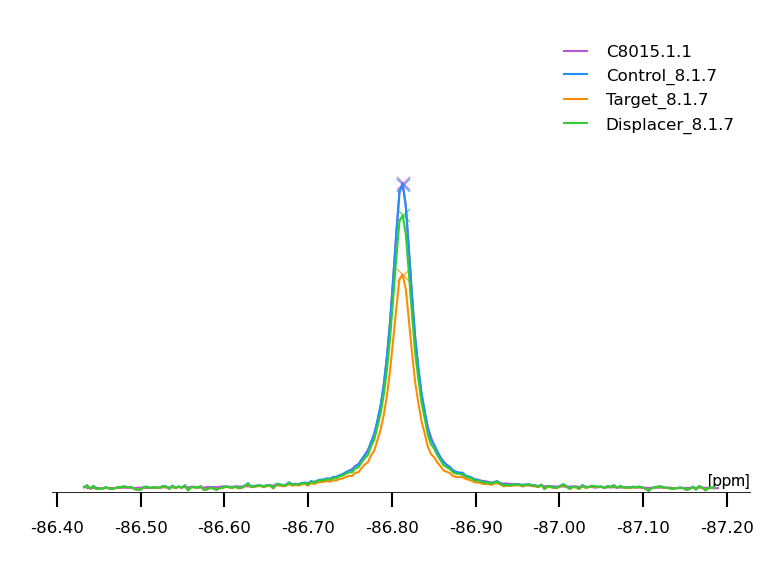 C8015.1.1
Control_8.1.7
Target_8.1.7
Displacer_8.1.7
[ppm]
-86.40 -86.50 -86.60 -86.70 -86.80 -86.90 -87.00 -87.10 -87.20